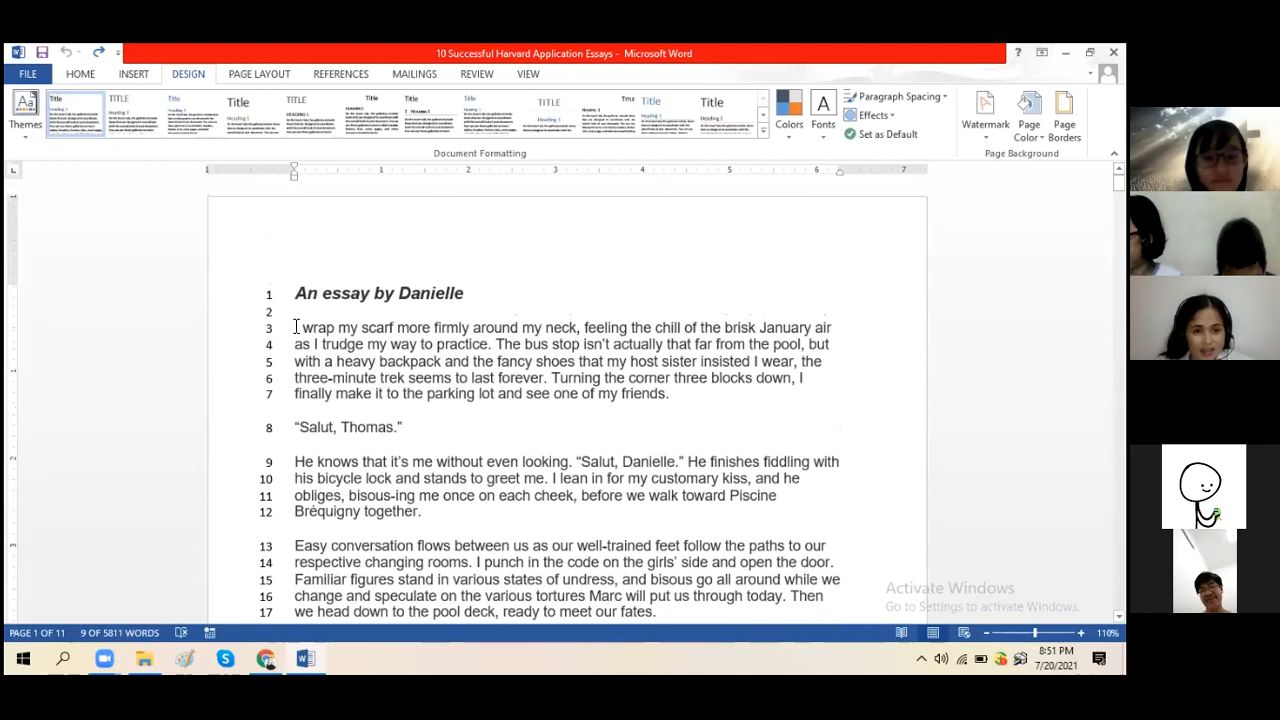 10 Successful Harvard Application Essays - Microsoft Word
FILE HOME INSERT DESIGN PAGE LAYOUT REFERENCES MAILINGS REVIEW VIEW
Themes
Colors
Fonts
Paragraph Spacing
Effects
Set as Default
Watermark
Page Color
Page Borders
Document Formatting
Page Background
1 1 2 3 4 5 6 7
1 An essay by Danielle
2
3 I wrap my scarf more firmly around my neck, feeling the chill of the brisk January air
4 as I trudge my way to practice. The bus stop isn't actually that far from the pool, but
5 with a heavy backpack and the fancy shoes that my host sister insisted I wear, the
6 three-minute trek seems to last forever. Turning the corner three blocks down, I
7 finally make it to the parking lot and see one of my friends.
8 “Salut, Thomas.”
9 He knows that it’s me without even looking. “Salut, Danielle.” He finishes fiddling with
10 his bicycle lock and stands to greet me. I lean in for my customary kiss, and he
11 obliges, bisous-ing me once on each cheek, before we walk toward Piscine
12 Bréquigny together.
13 Easy conversation flows between us as our well-trained feet follow the paths to our
14 respective changing rooms. I punch in the code on the girls’ side and open the door.
15 Familiar figures stand in various states of undress, and bisous go all around while we
16 change and speculate on the various tortures Marc will put us through today. Then
17 we head down to the pool deck, ready to meet our fates.
Activate Windows
Go to Settings to activate Windows.
PAGE 1 OF 11 9 OF 5811 WORDS 110%
8:51 PM
7/20/2021